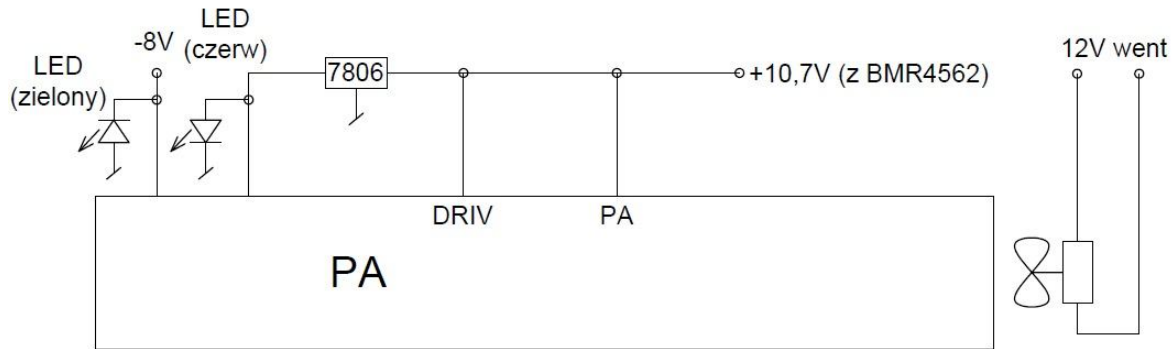 LED
(zielony)
-8V
LED
(czerw)
7806
+10,7V (z BMR4562)
12V went
DRIV
PA
PA